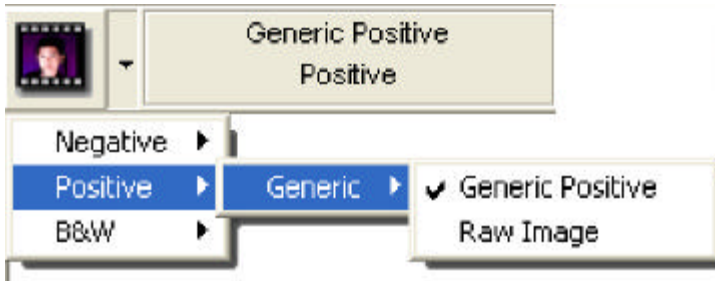 Generic Positive
Positive
Negative
Positive
Generic
Generic Positive
B&W
Raw Image